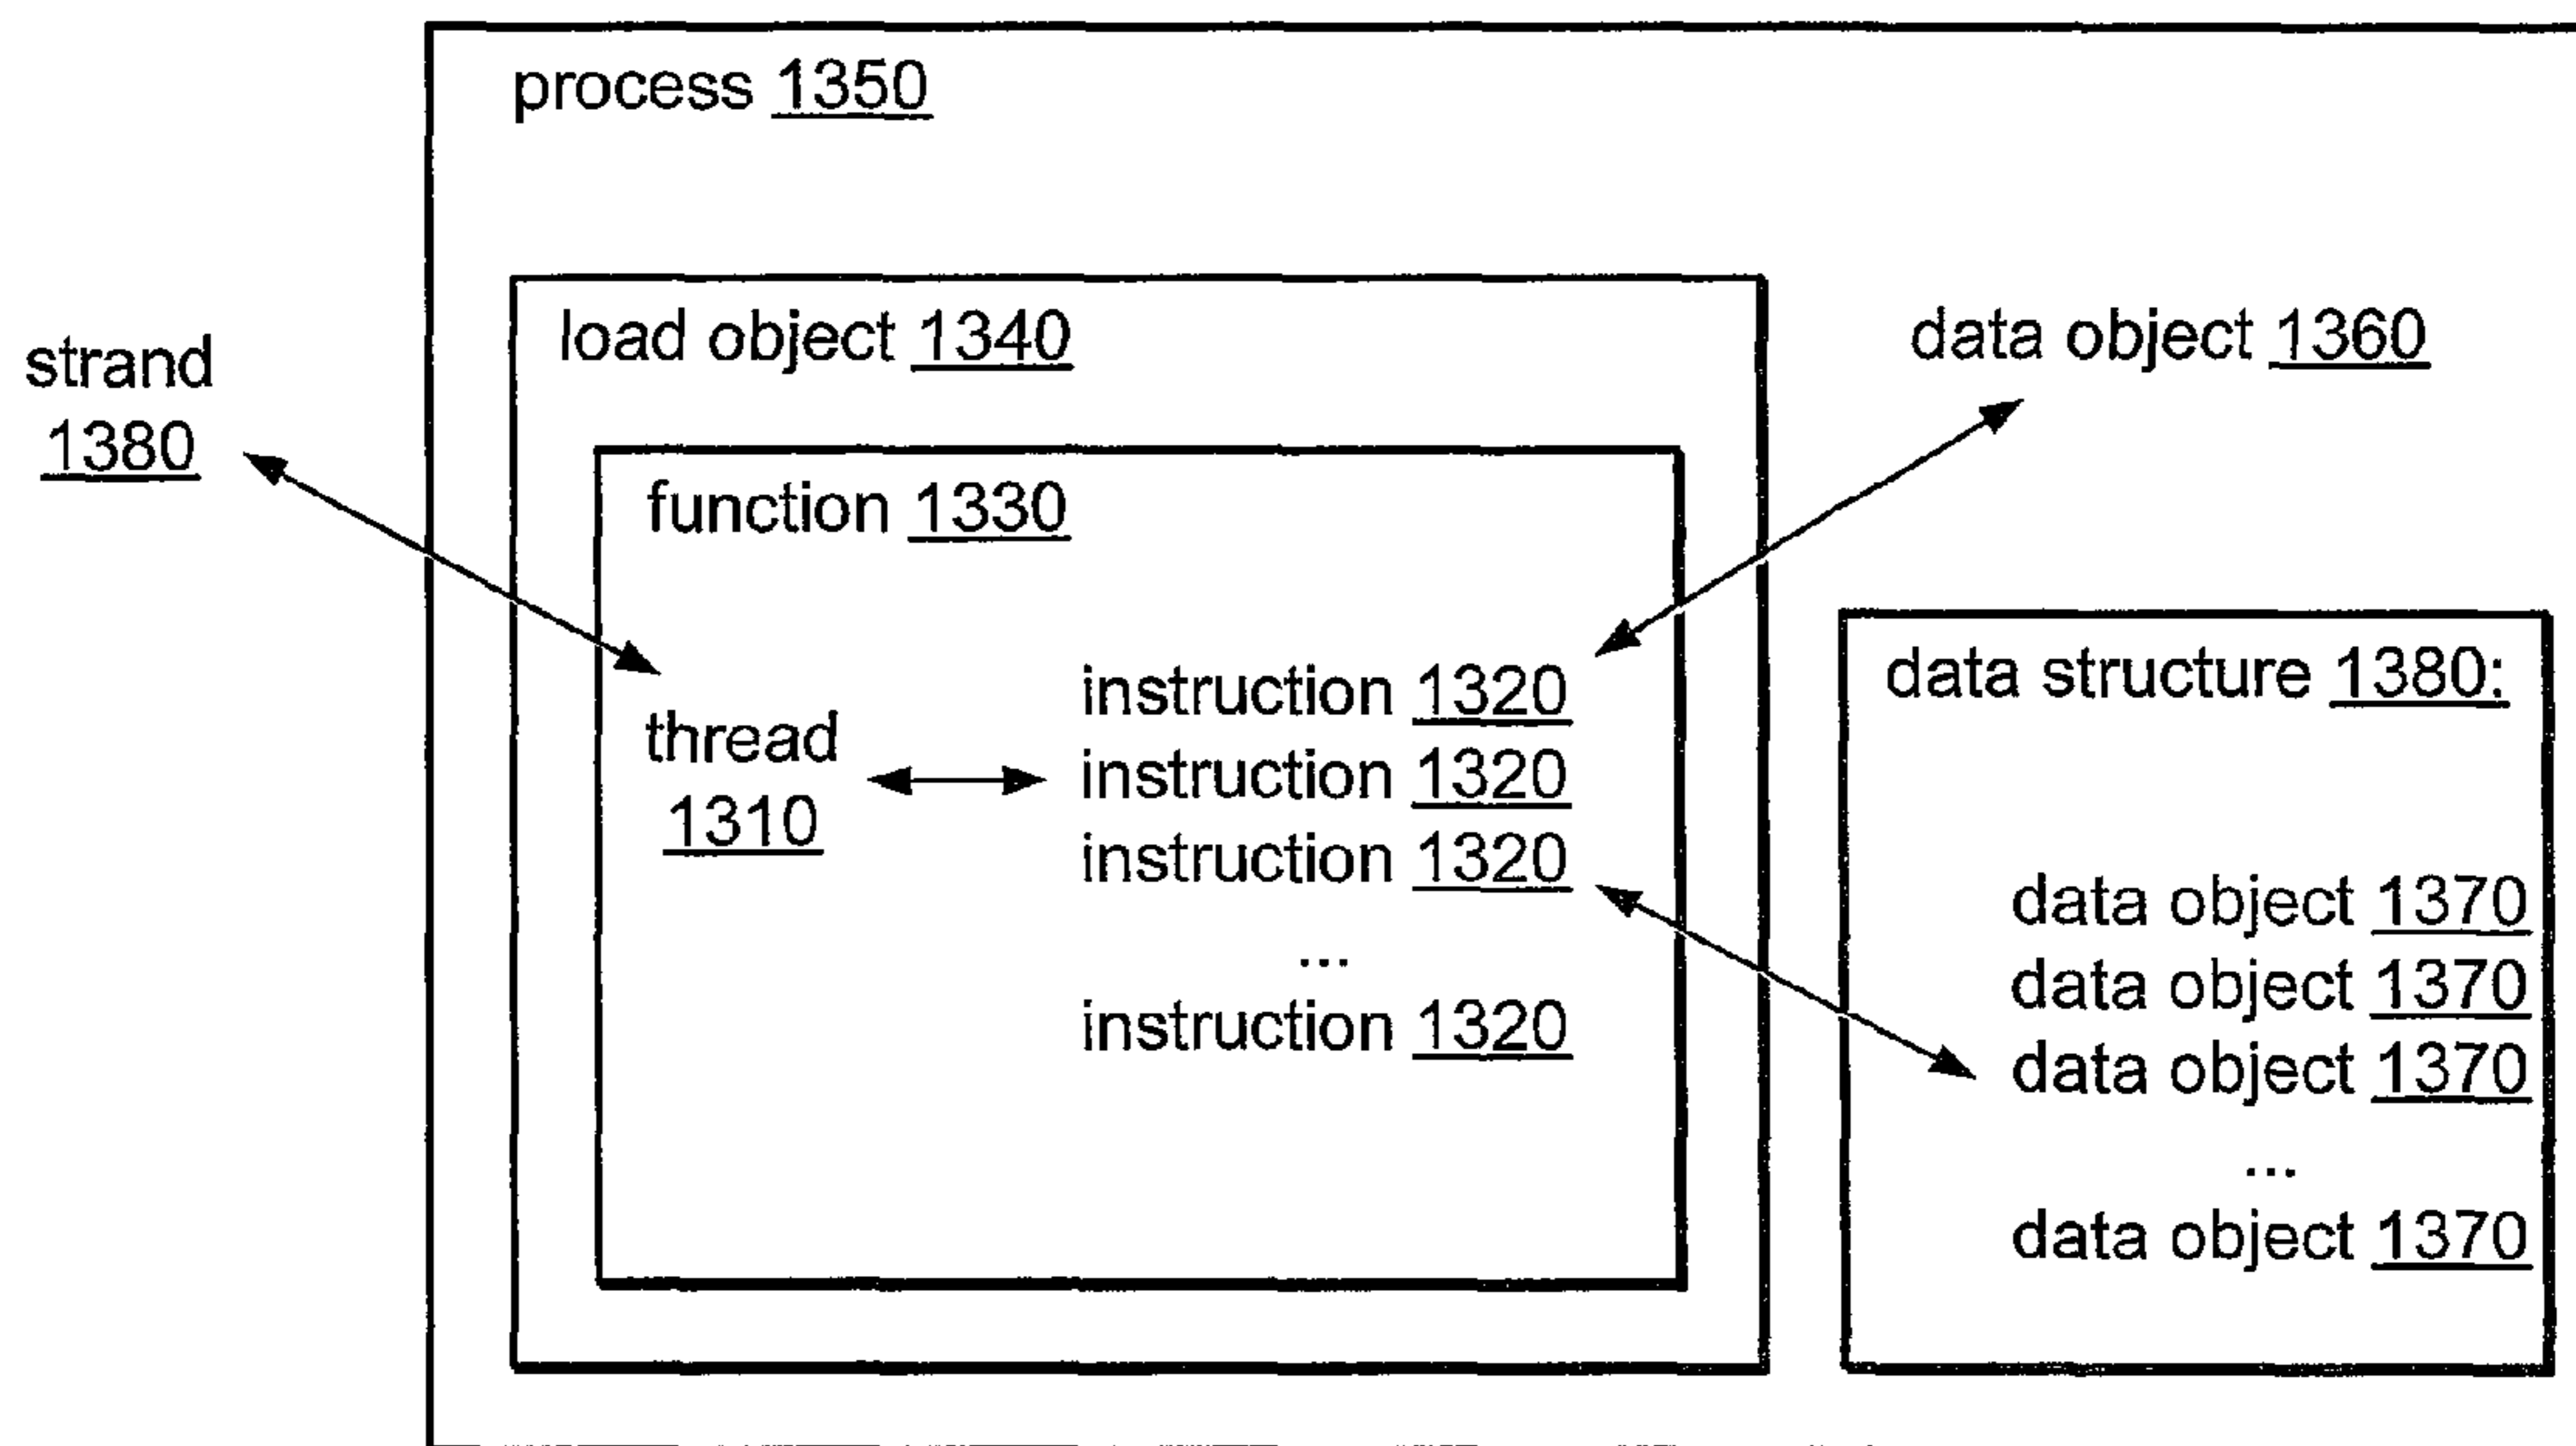 process 1350
load object 1340
strand
1380
data object 1360
function 1330
thread
1310
instruction 1320
instruction 1320
instruction 1320
...
instruction 1320
data structure 1380:
data object 1370
data object 1370
data object 1370
...
data object 1370